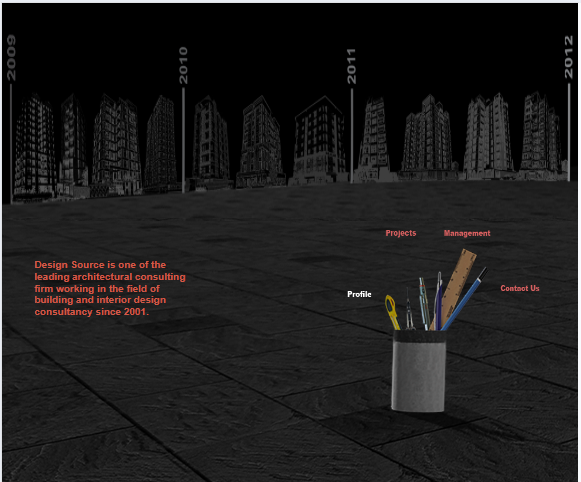 2009
2010
2011
2012
Projects
Management
Design Source is one of the
leading architectural consulting
firm working in the field of
building and interior design
consultancy since 2001.
Profile
Contact Us